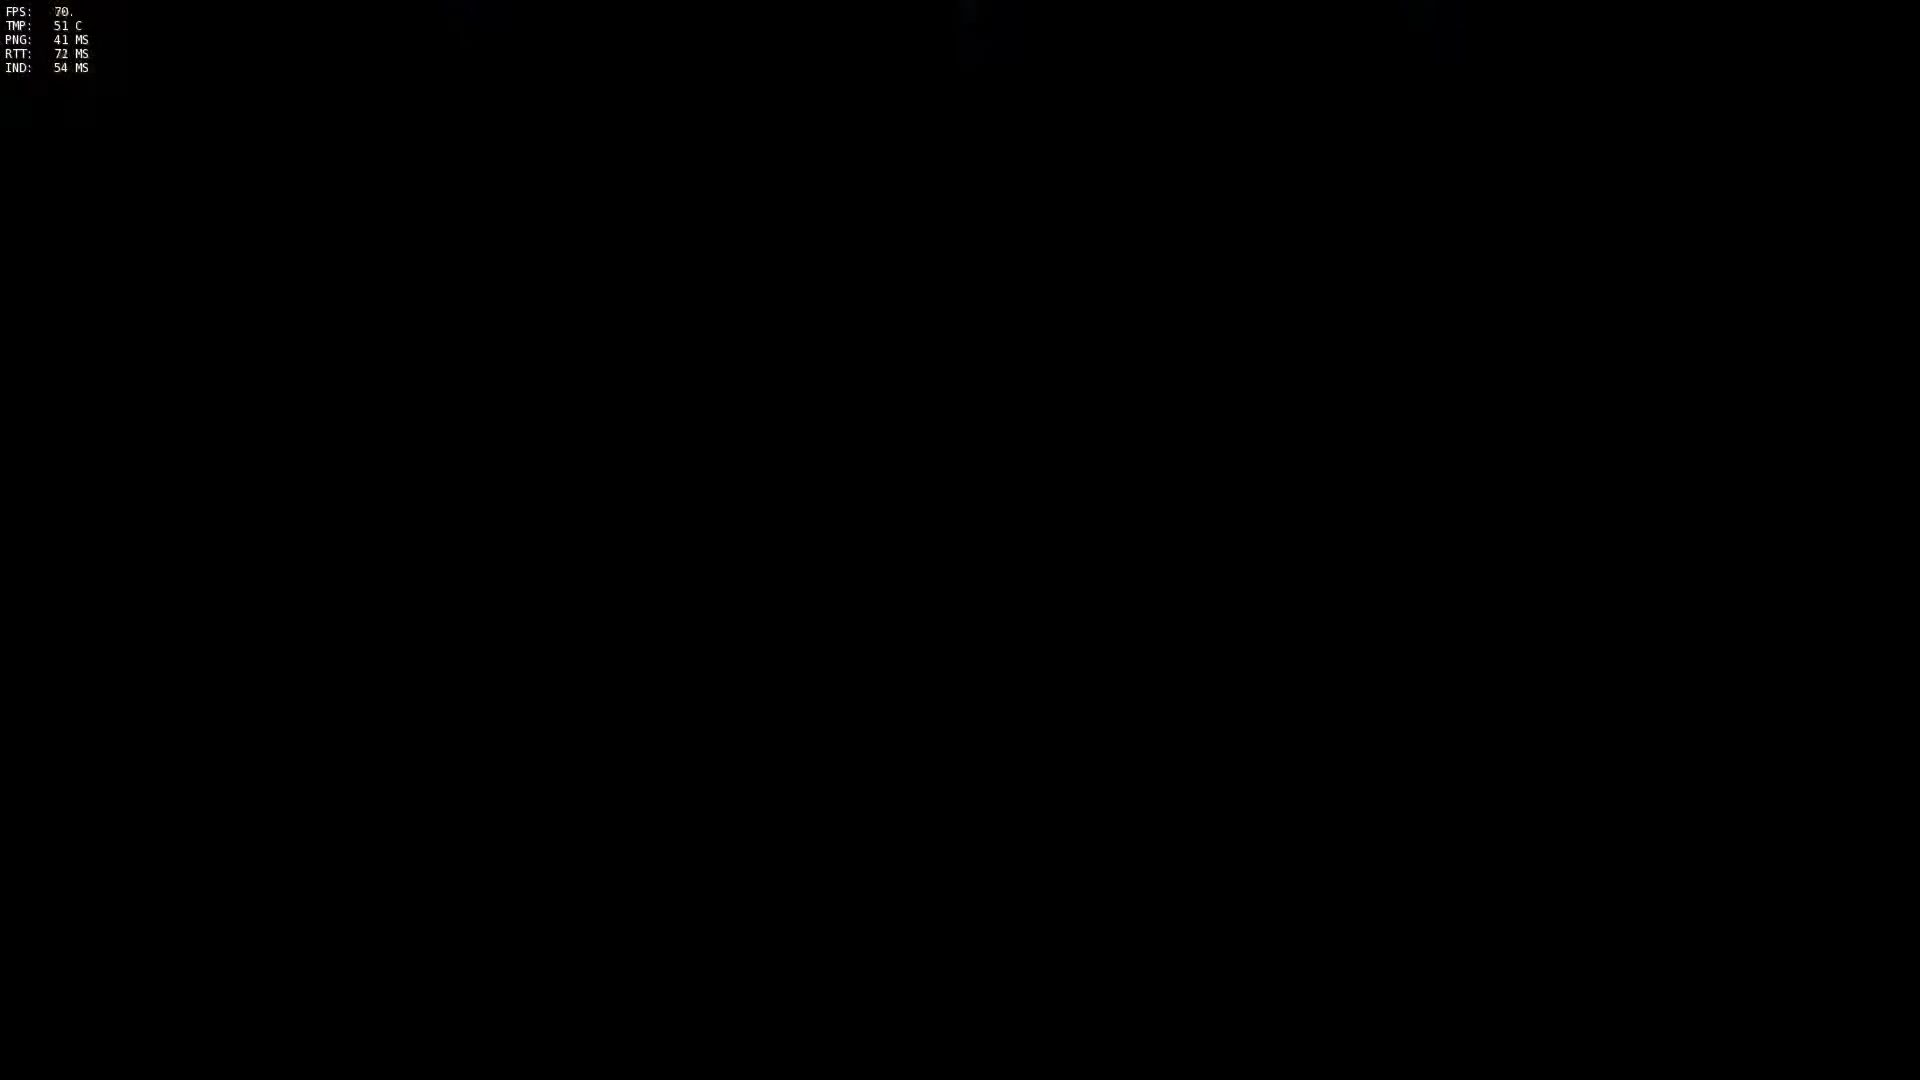 FPS: 70.
TMP: 51 C
PNG: 41 MS
RTT: 72 MS
IND: 54 MS